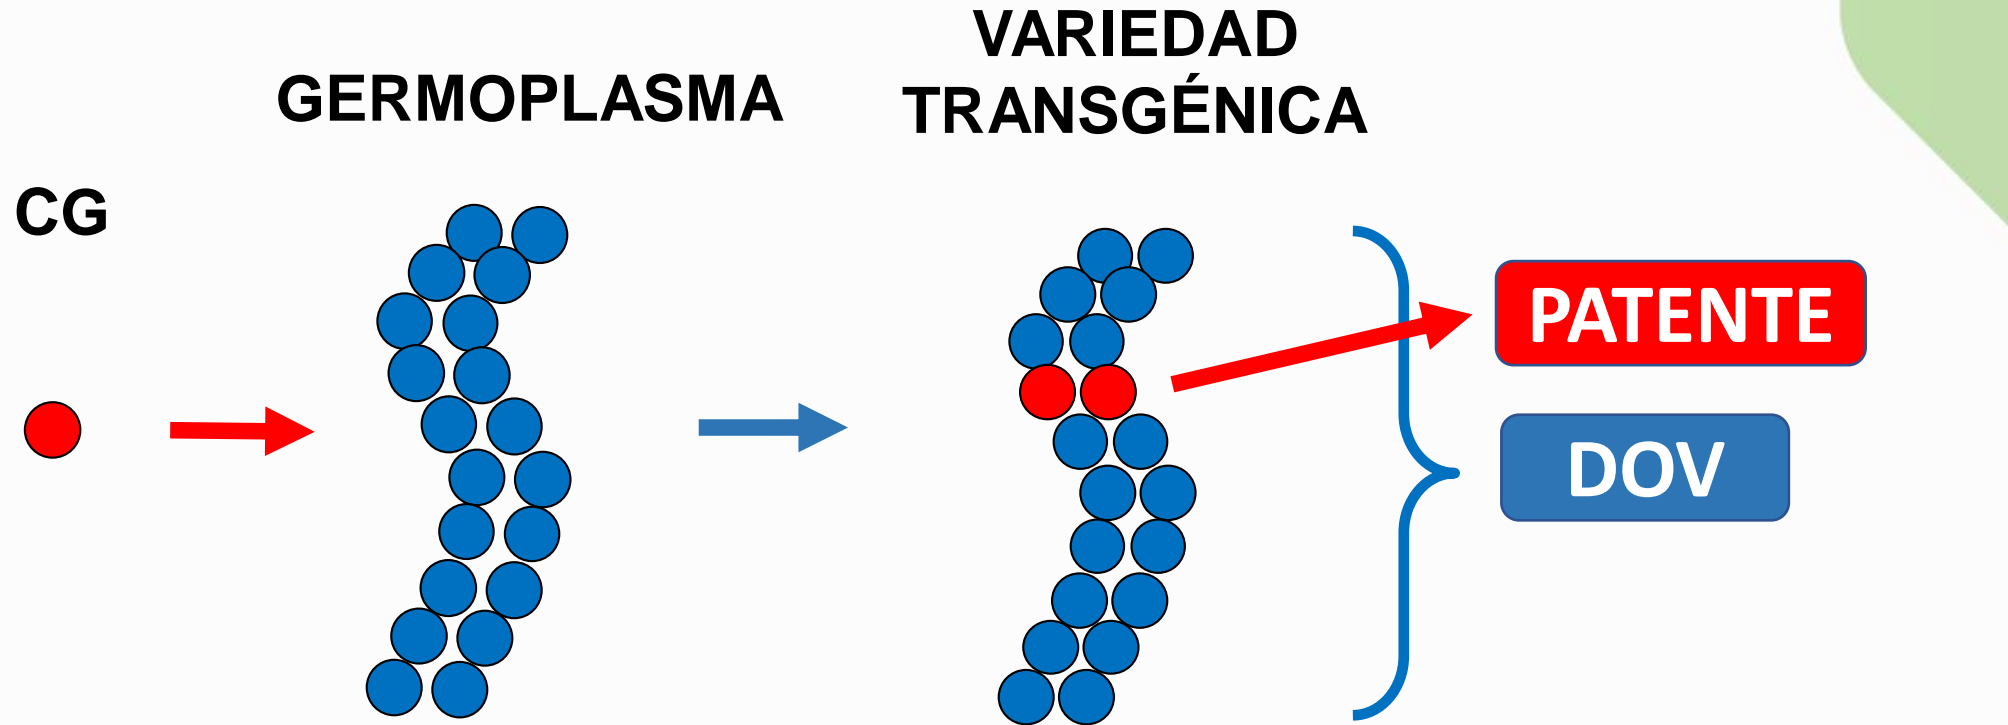 CG
GERMOPLASMA
VARIEDAD
TRANSGÉNICA
PATENTE
DOV